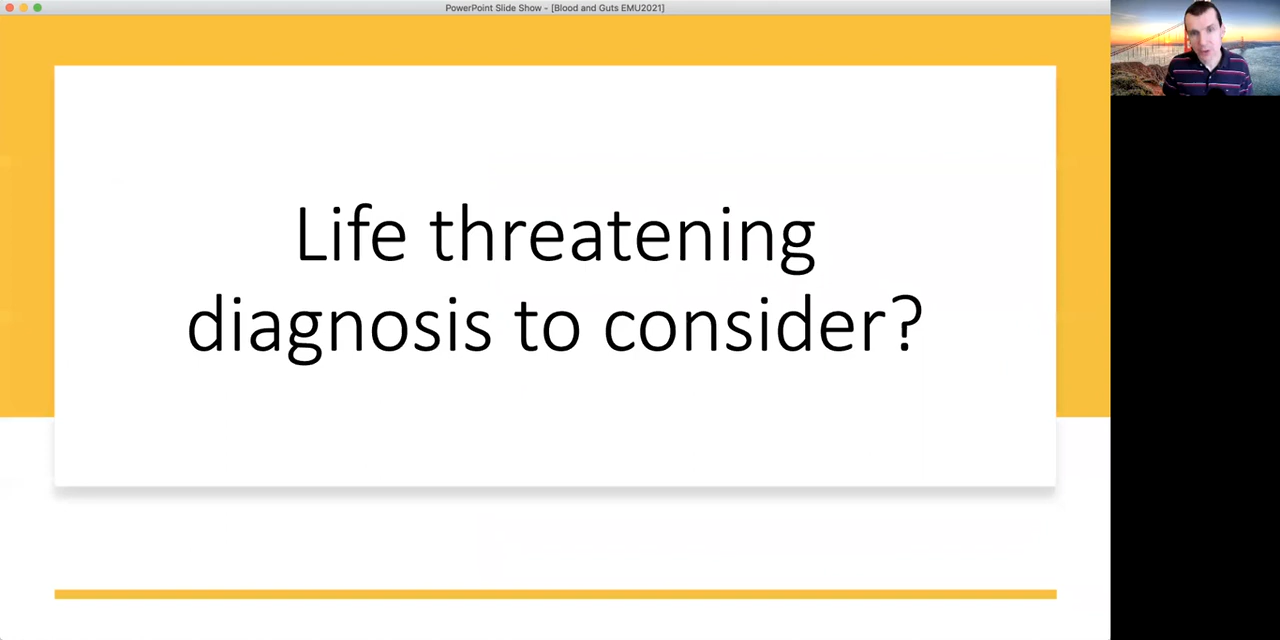 PowerPoint Slide Show - [Blood and Guts EMU2021]
Life threatening
diagnosis to consider?